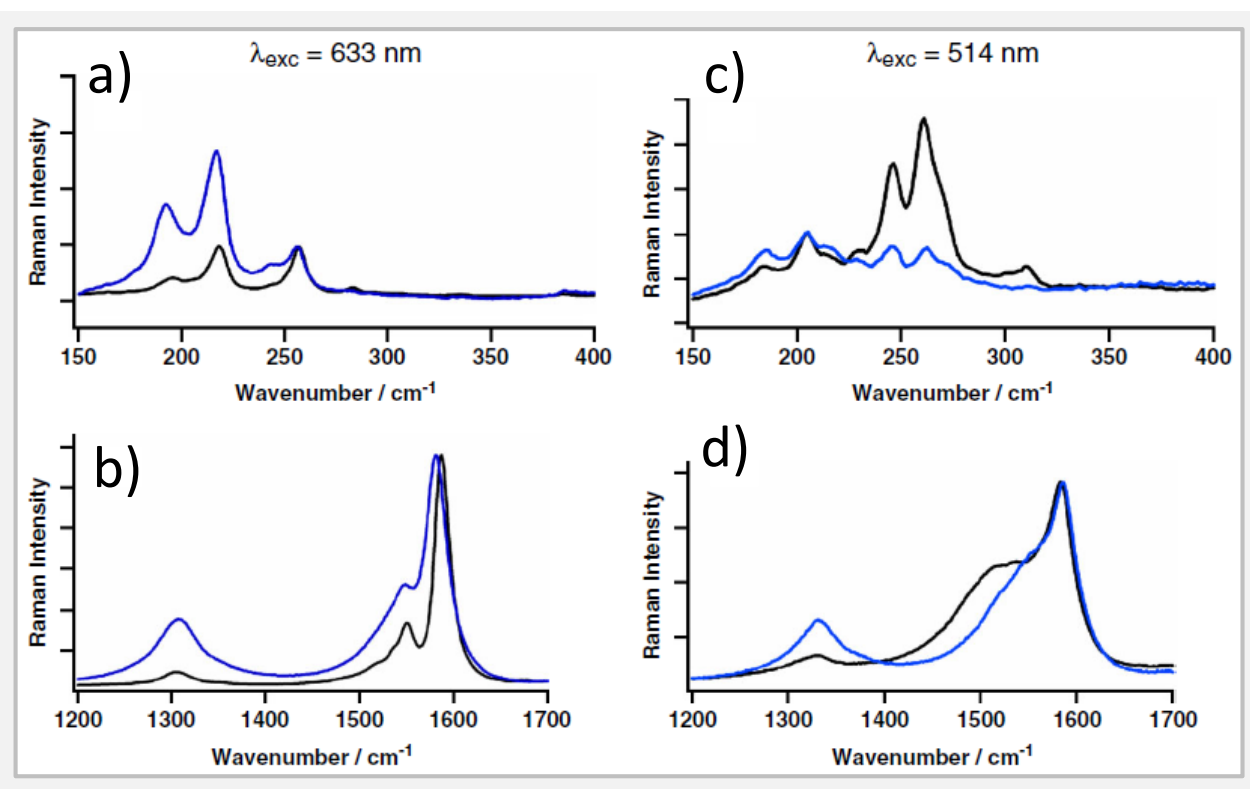 λexc = 633 nm
a)
Raman Intensity
150 200 250 300 350 400
Wavenumber / cm-1
λexc = 514 nm
c)
Raman Intensity
150 200 250 300 350 400
Wavenumber / cm-1
b)
Raman Intensity
1200 1300 1400 1500 1600 1700
Wavenumber / cm-1
d)
Raman Intensity
1200 1300 1400 1500 1600 1700
Wavenumber / cm-1